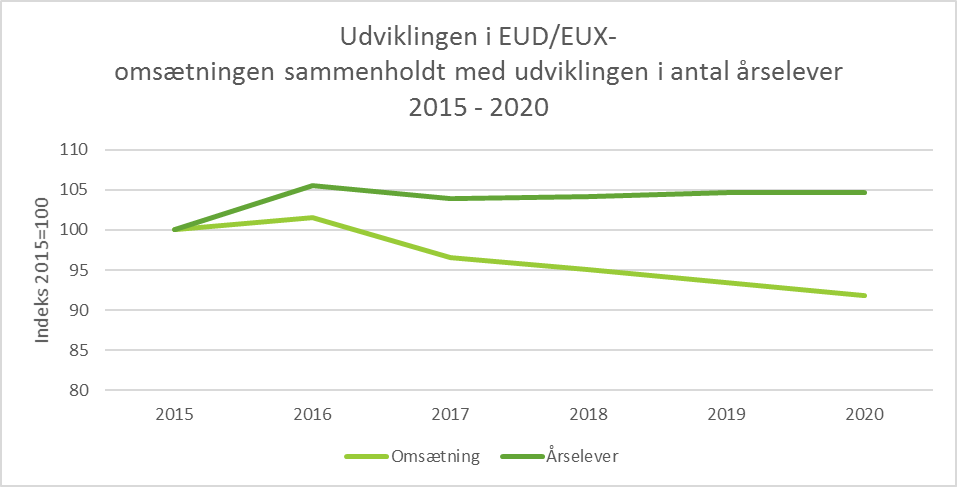 Udviklingen i EUD/EUX-
omsætningen sammenholdt med udviklingen i antal årselever
2015 - 2020
Indeks 2015=100
110
105
100
95
90
85
80
2015 2016 2017 2018 2019 2020
Omsætning Årselever